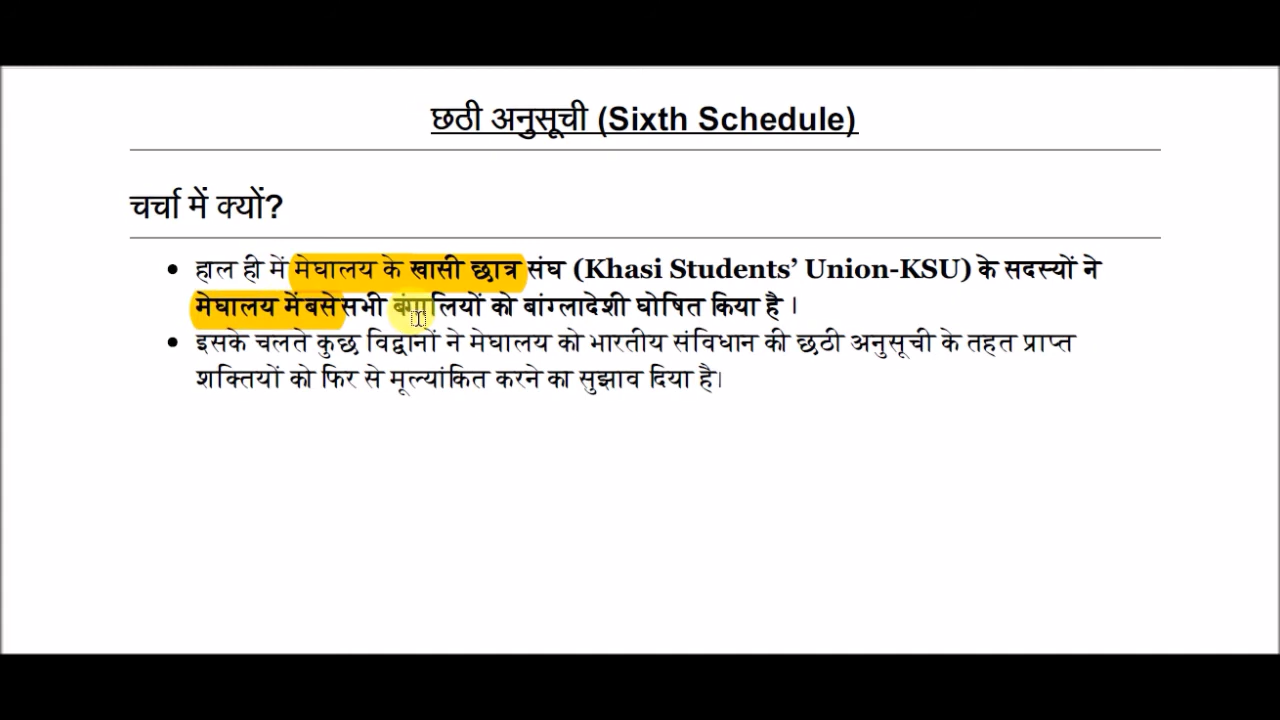 छठी अनुसूची (Sixth Schedule)
चर्चा में क्यों?
• हाल ही में मेघालय के खासी छात्र संघ (Khasi Students’ Union-KSU) के सदस्यों ने
मेघालय में बसे सभी बंगालियों को बांग्लादेशी घोषित किया है ।
• इसके चलते कुछ विद्वानों ने मेघालय को भारतीय संविधान की छठी अनुसूची के तहत प्राप्त
शक्तियों को फिर से मूल्यांकित करने का सुझाव दिया है।